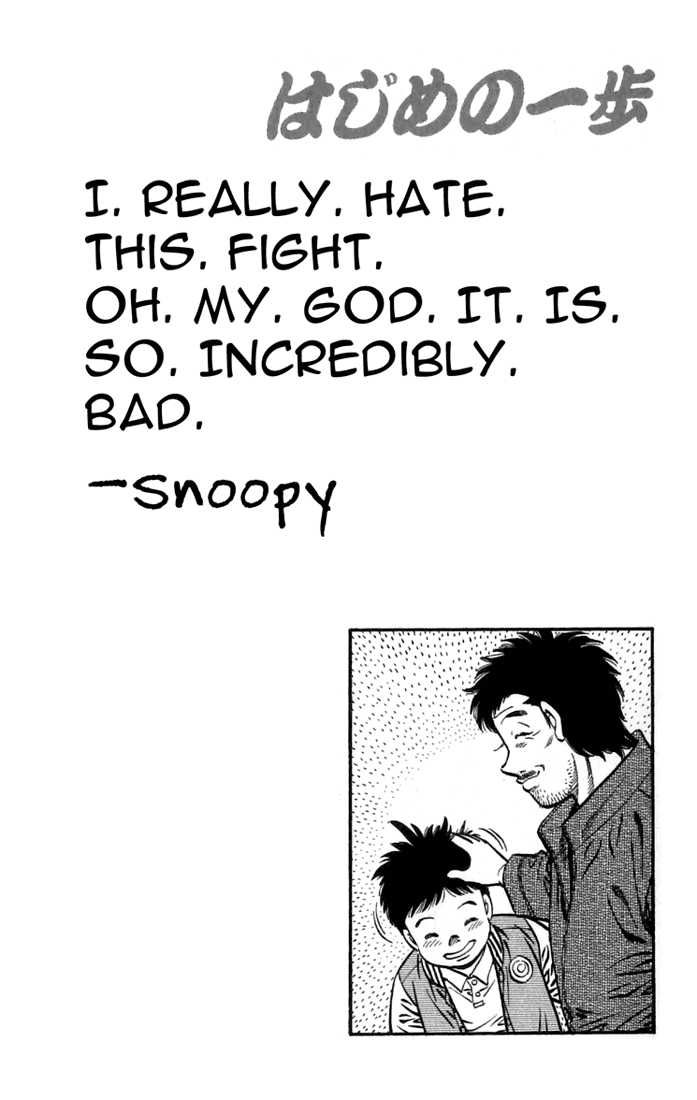 はじめの一歩
I. REALLY. HATE.
THIS. FIGHT.
OH. MY. GOD. IT. IS.
SO. INCREDIBLY.
BAD.
-Snoopy